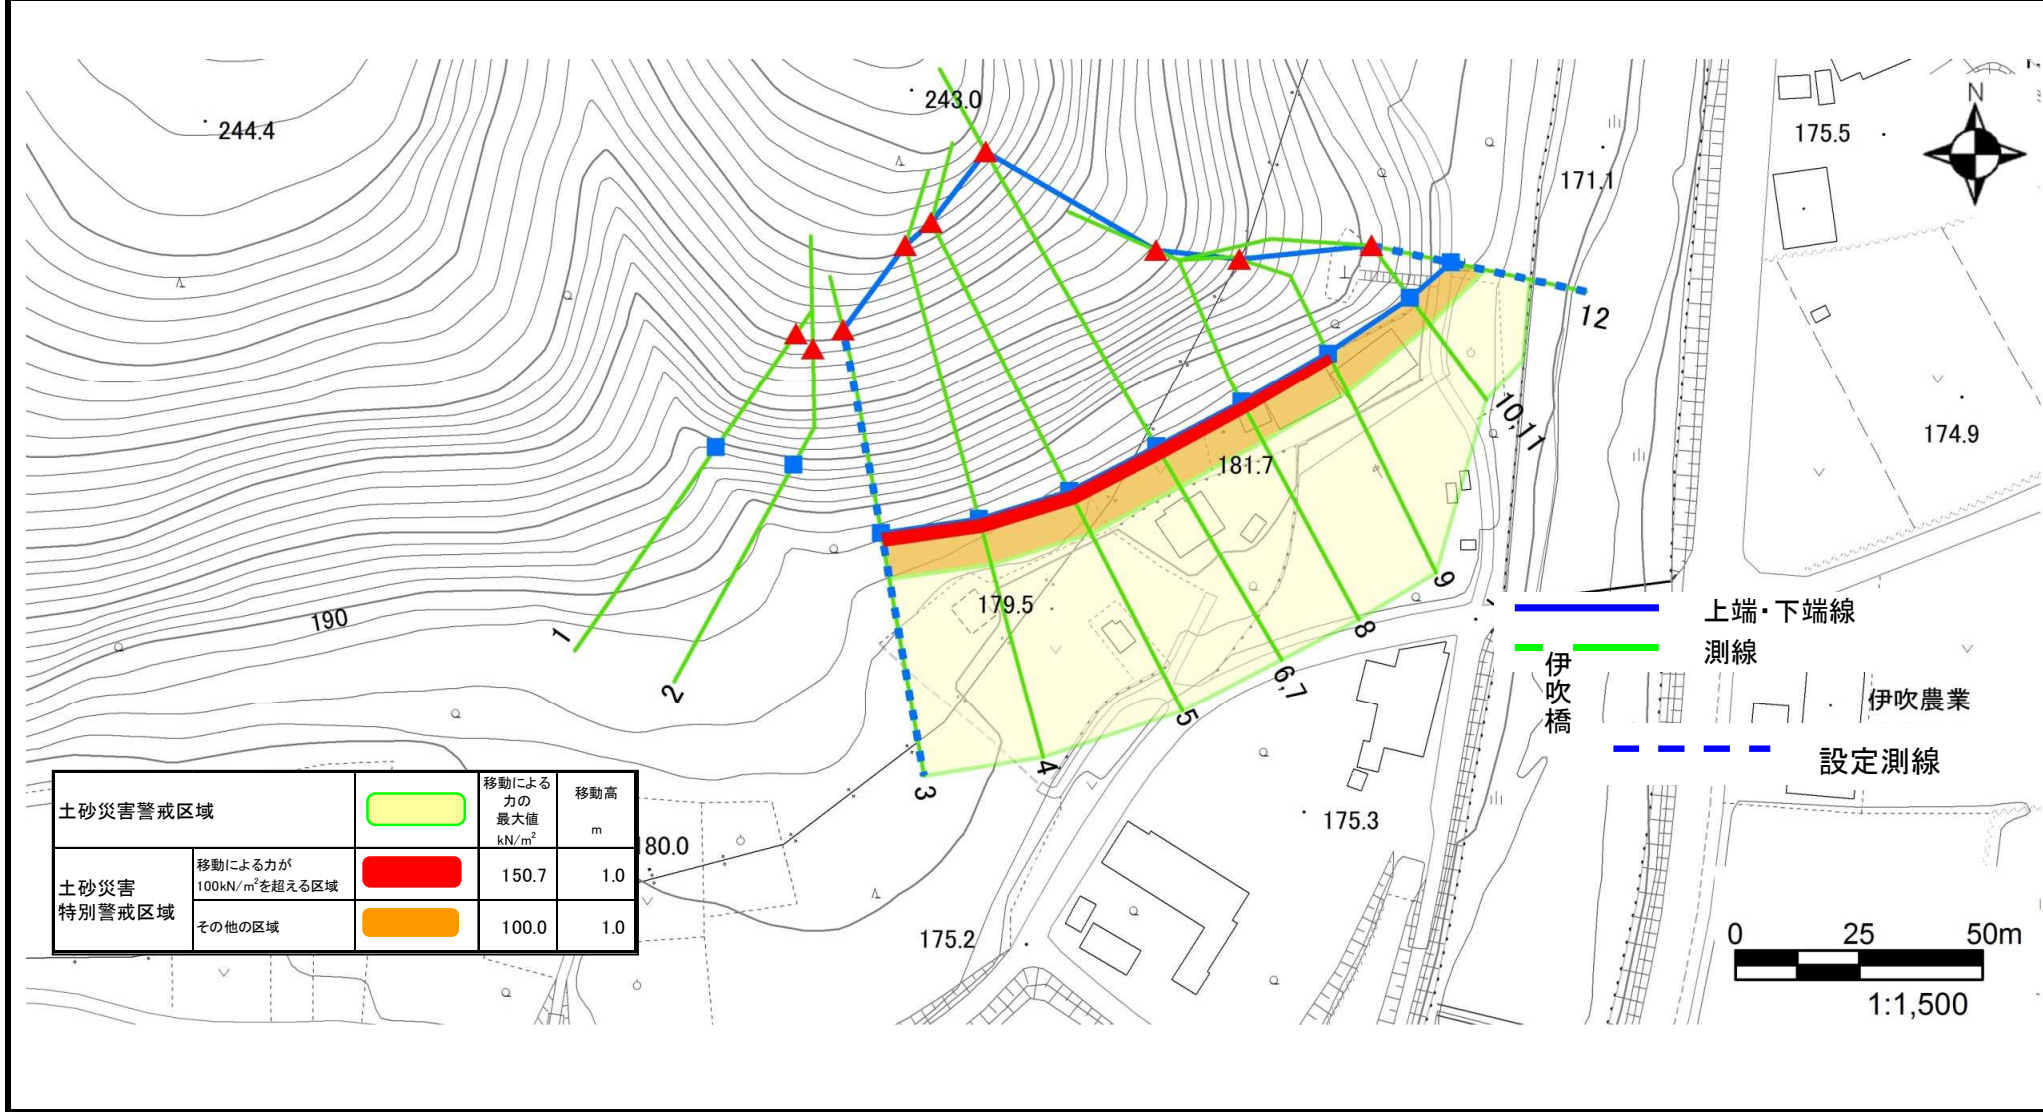 244.4
243.0
175.5
N
171.1
12
10,11
174.9
181.7
179.5
190
1
2
3
4
5
6,7
8
9
上端・下端線
測線
伊吹橋
伊吹農業
設定測線
175.3
180.0
175.2
土砂災害警戒区域
移動による
力の
最大値
kN/m²
移動高
m
土砂災害
特別警戒区域
移動による力が
100kN/m²を超える区域
150.7
1.0
その他の区域
100.0
1.0
0 25 50m
1:1,500